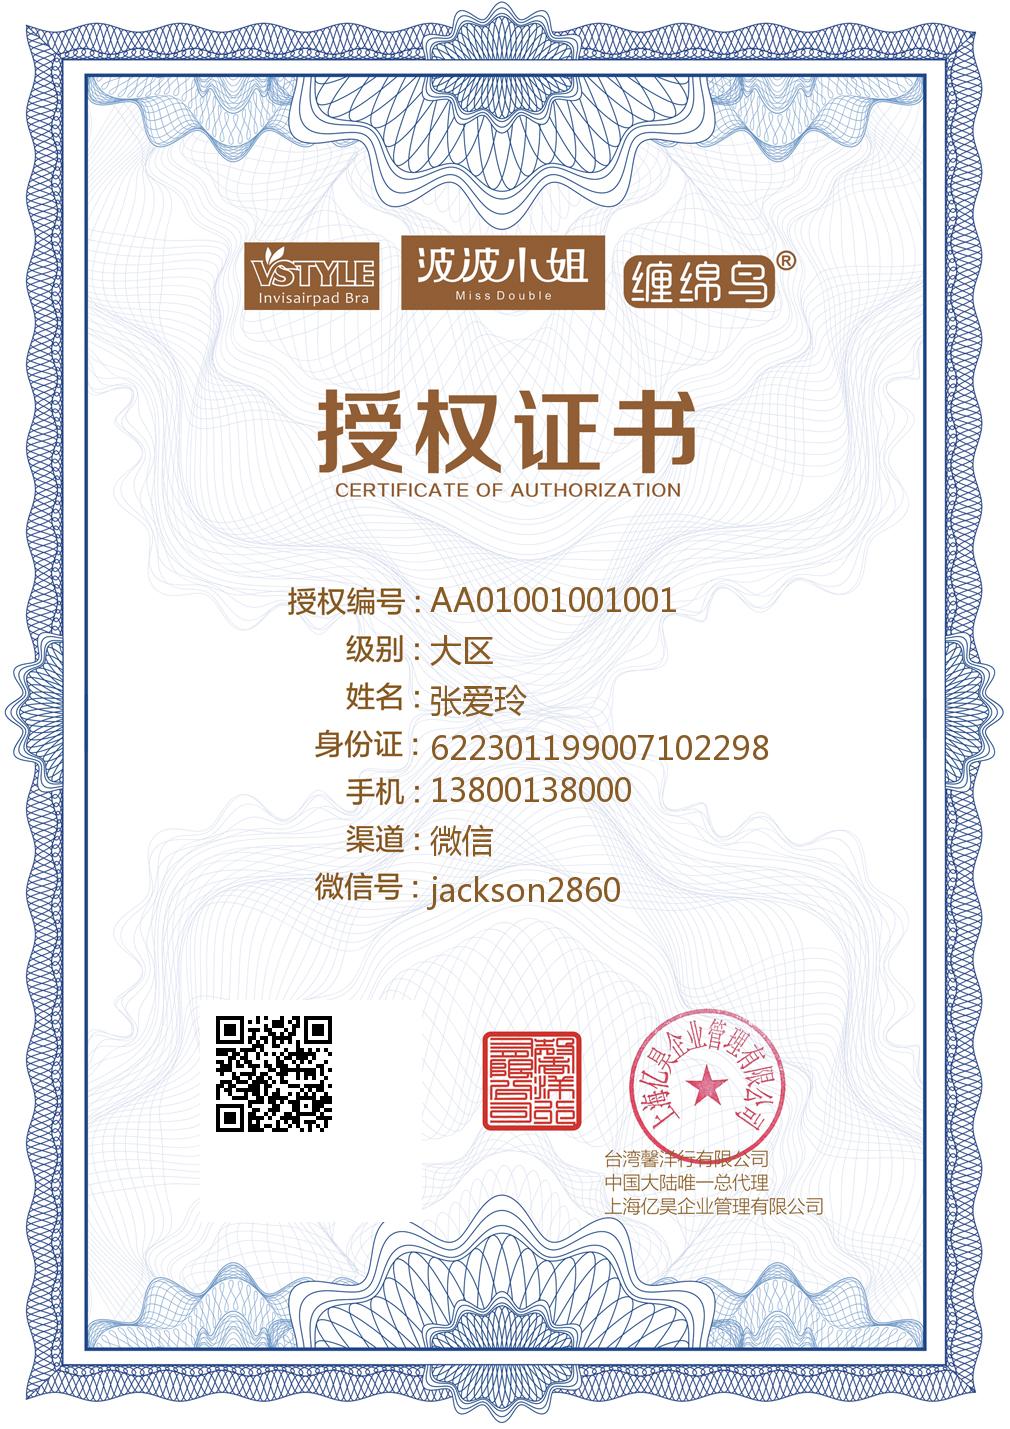 VSTYLE
Invisairpad Bra
波波小姐
Miss Double
缠绵鸟®
授权证书
CERTIFICATE OF AUTHORIZATION
授权编号：AA01001001001
级别：大区
姓名：张爱玲
身份证：622301199007102298
手机：13800138000
渠道：微信
微信号：jackson2860
上海亿昊企业管理有限公司
台湾馨洋行有限公司
中国大陆唯一总代理
上海亿昊企业管理有限公司